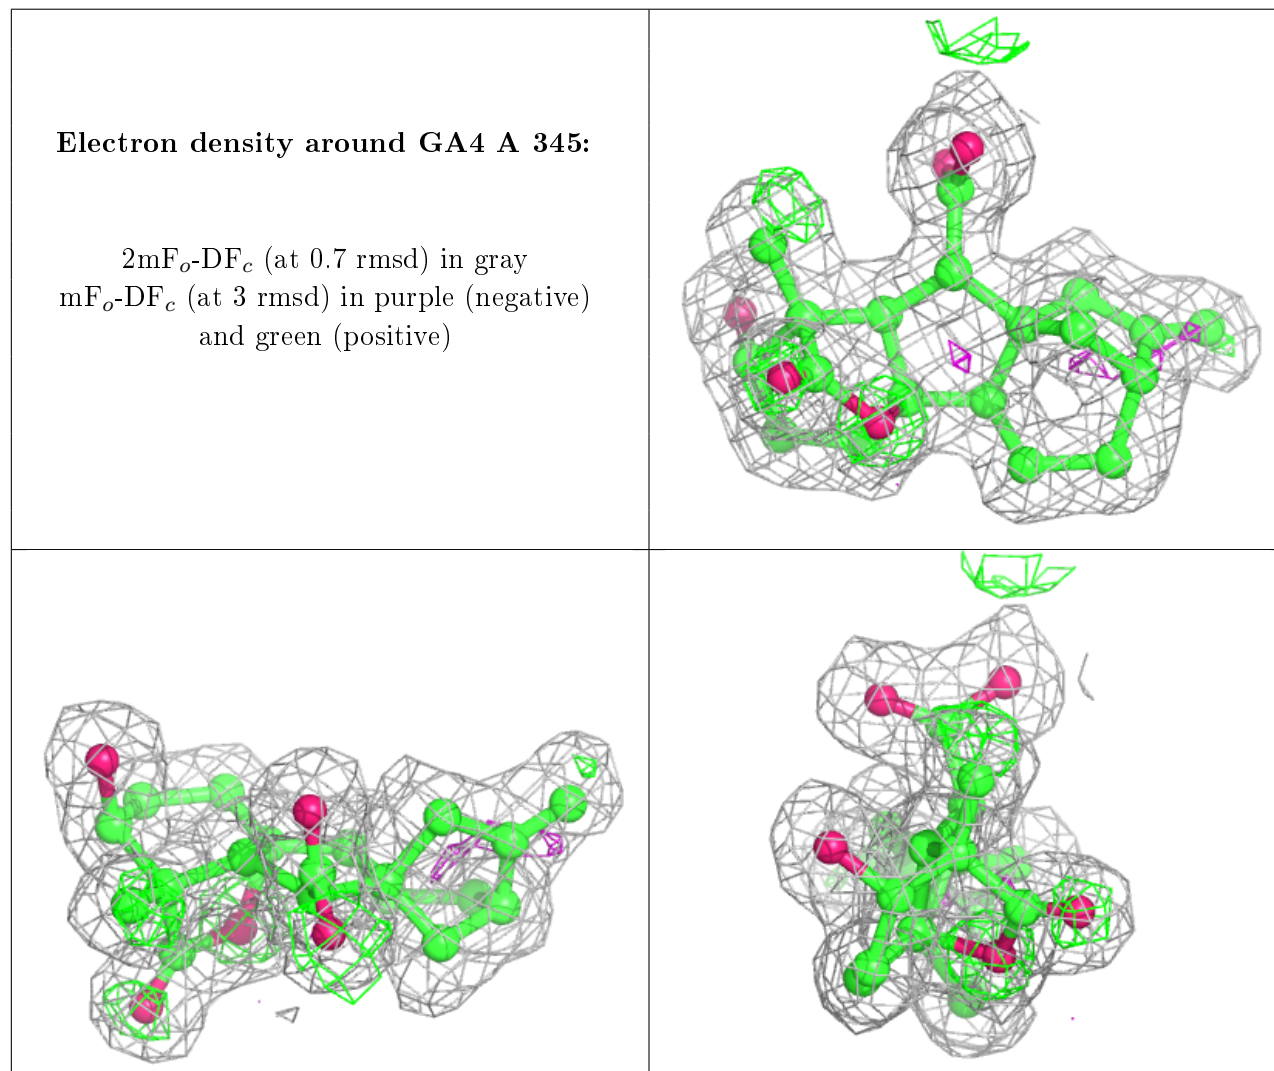 Electron density around GA4 A 345:
2mFo-DFc (at 0.7 rmsd) in gray
mFo-DFc (at 3 rmsd) in purple (negative)
and green (positive)